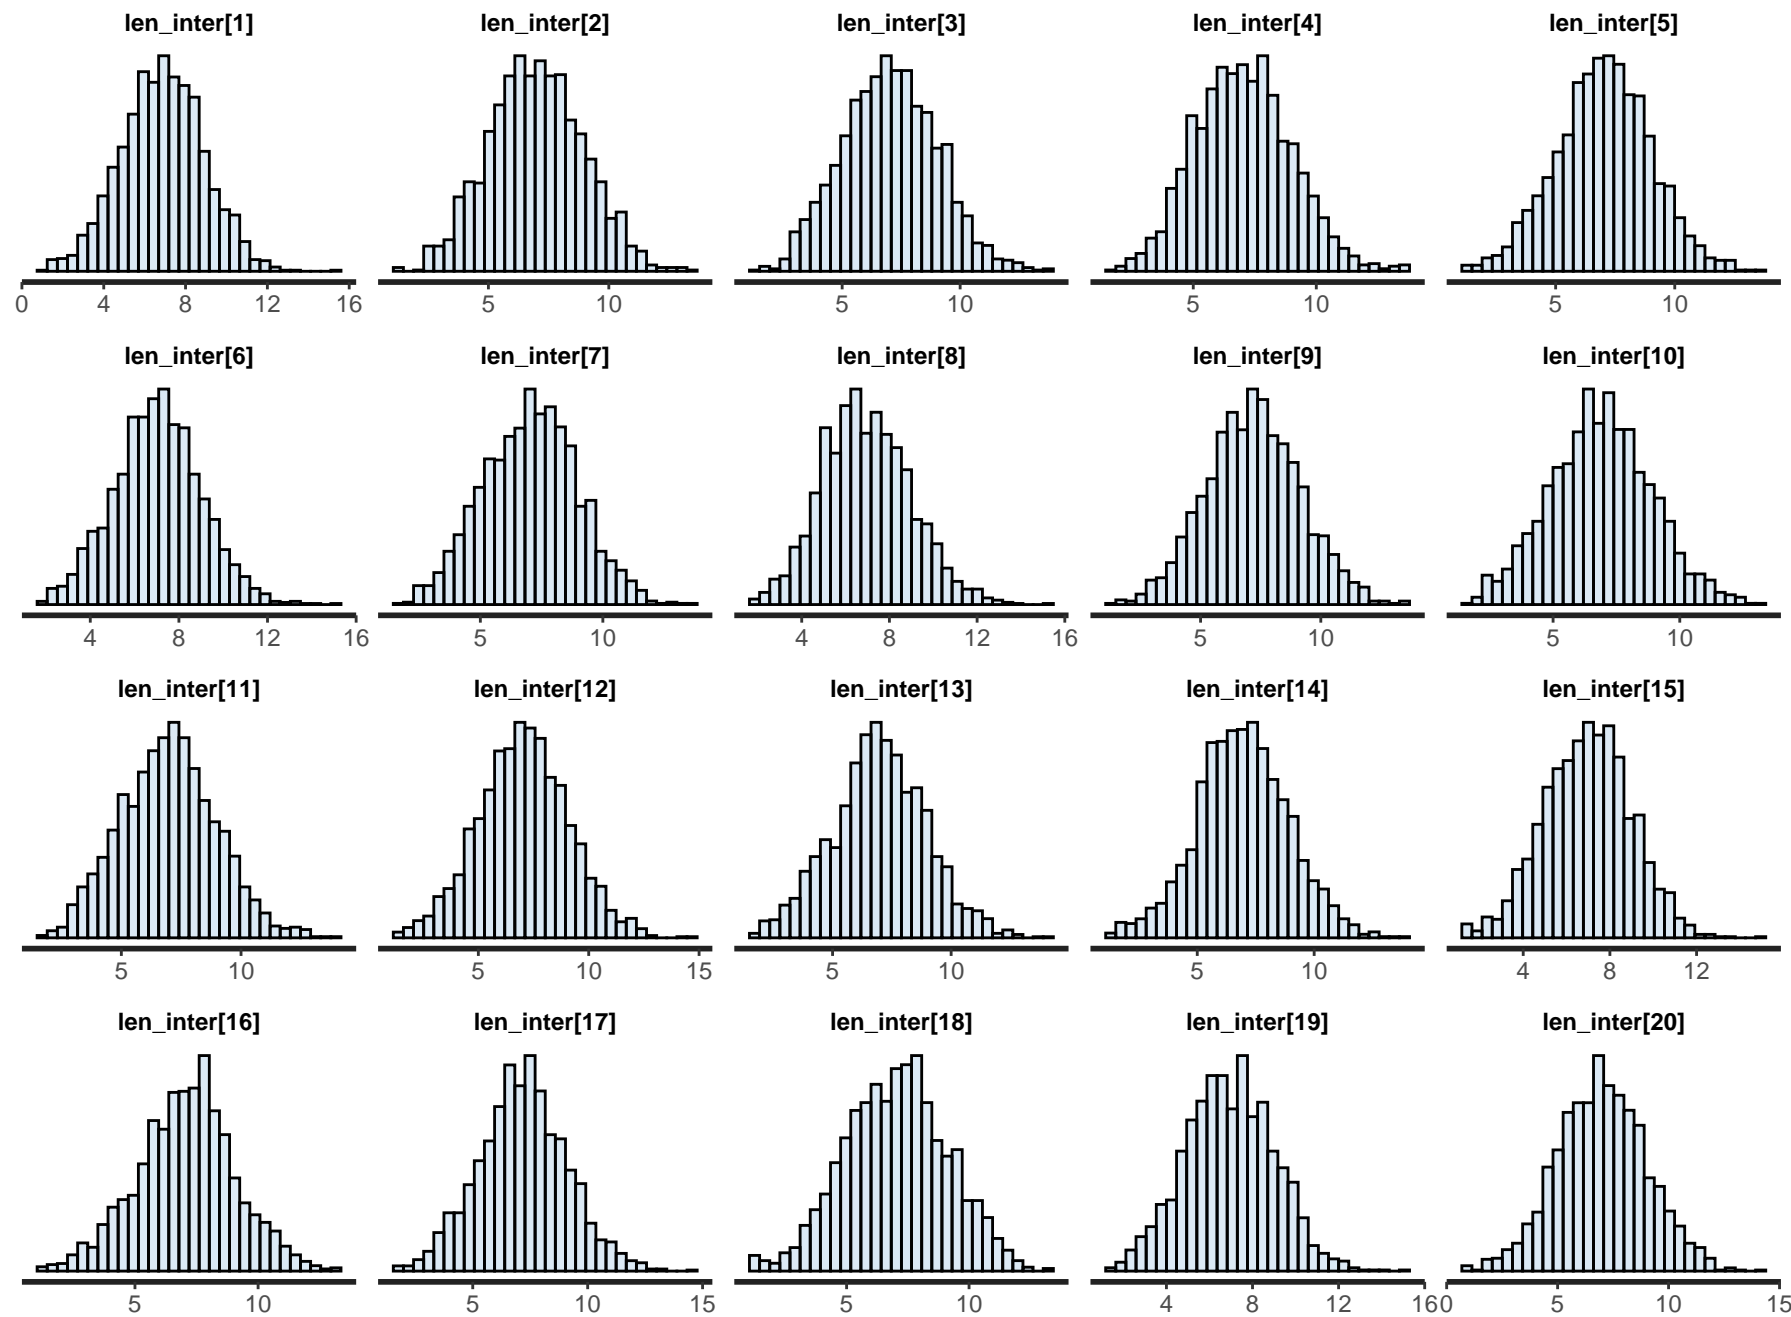 len_inter[1] len_inter[2] len_inter[3] len_inter[4] len_inter[5]
0 4 8 12 16 5 10 5 10 5 10 5 10
len_inter[6] len_inter[7] len_inter[8] len_inter[9] len_inter[10]
4 8 12 16 5 10 4 8 12 16 5 10 5 10
len_inter[11] len_inter[12] len_inter[13] len_inter[14] len_inter[15]
5 10 5 10 15 5 10 5 10 4 8 12
len_inter[16] len_inter[17] len_inter[18] len_inter[19] len_inter[20]
5 10 5 10 15 5 10 4 8 12 16 0 5 10 15